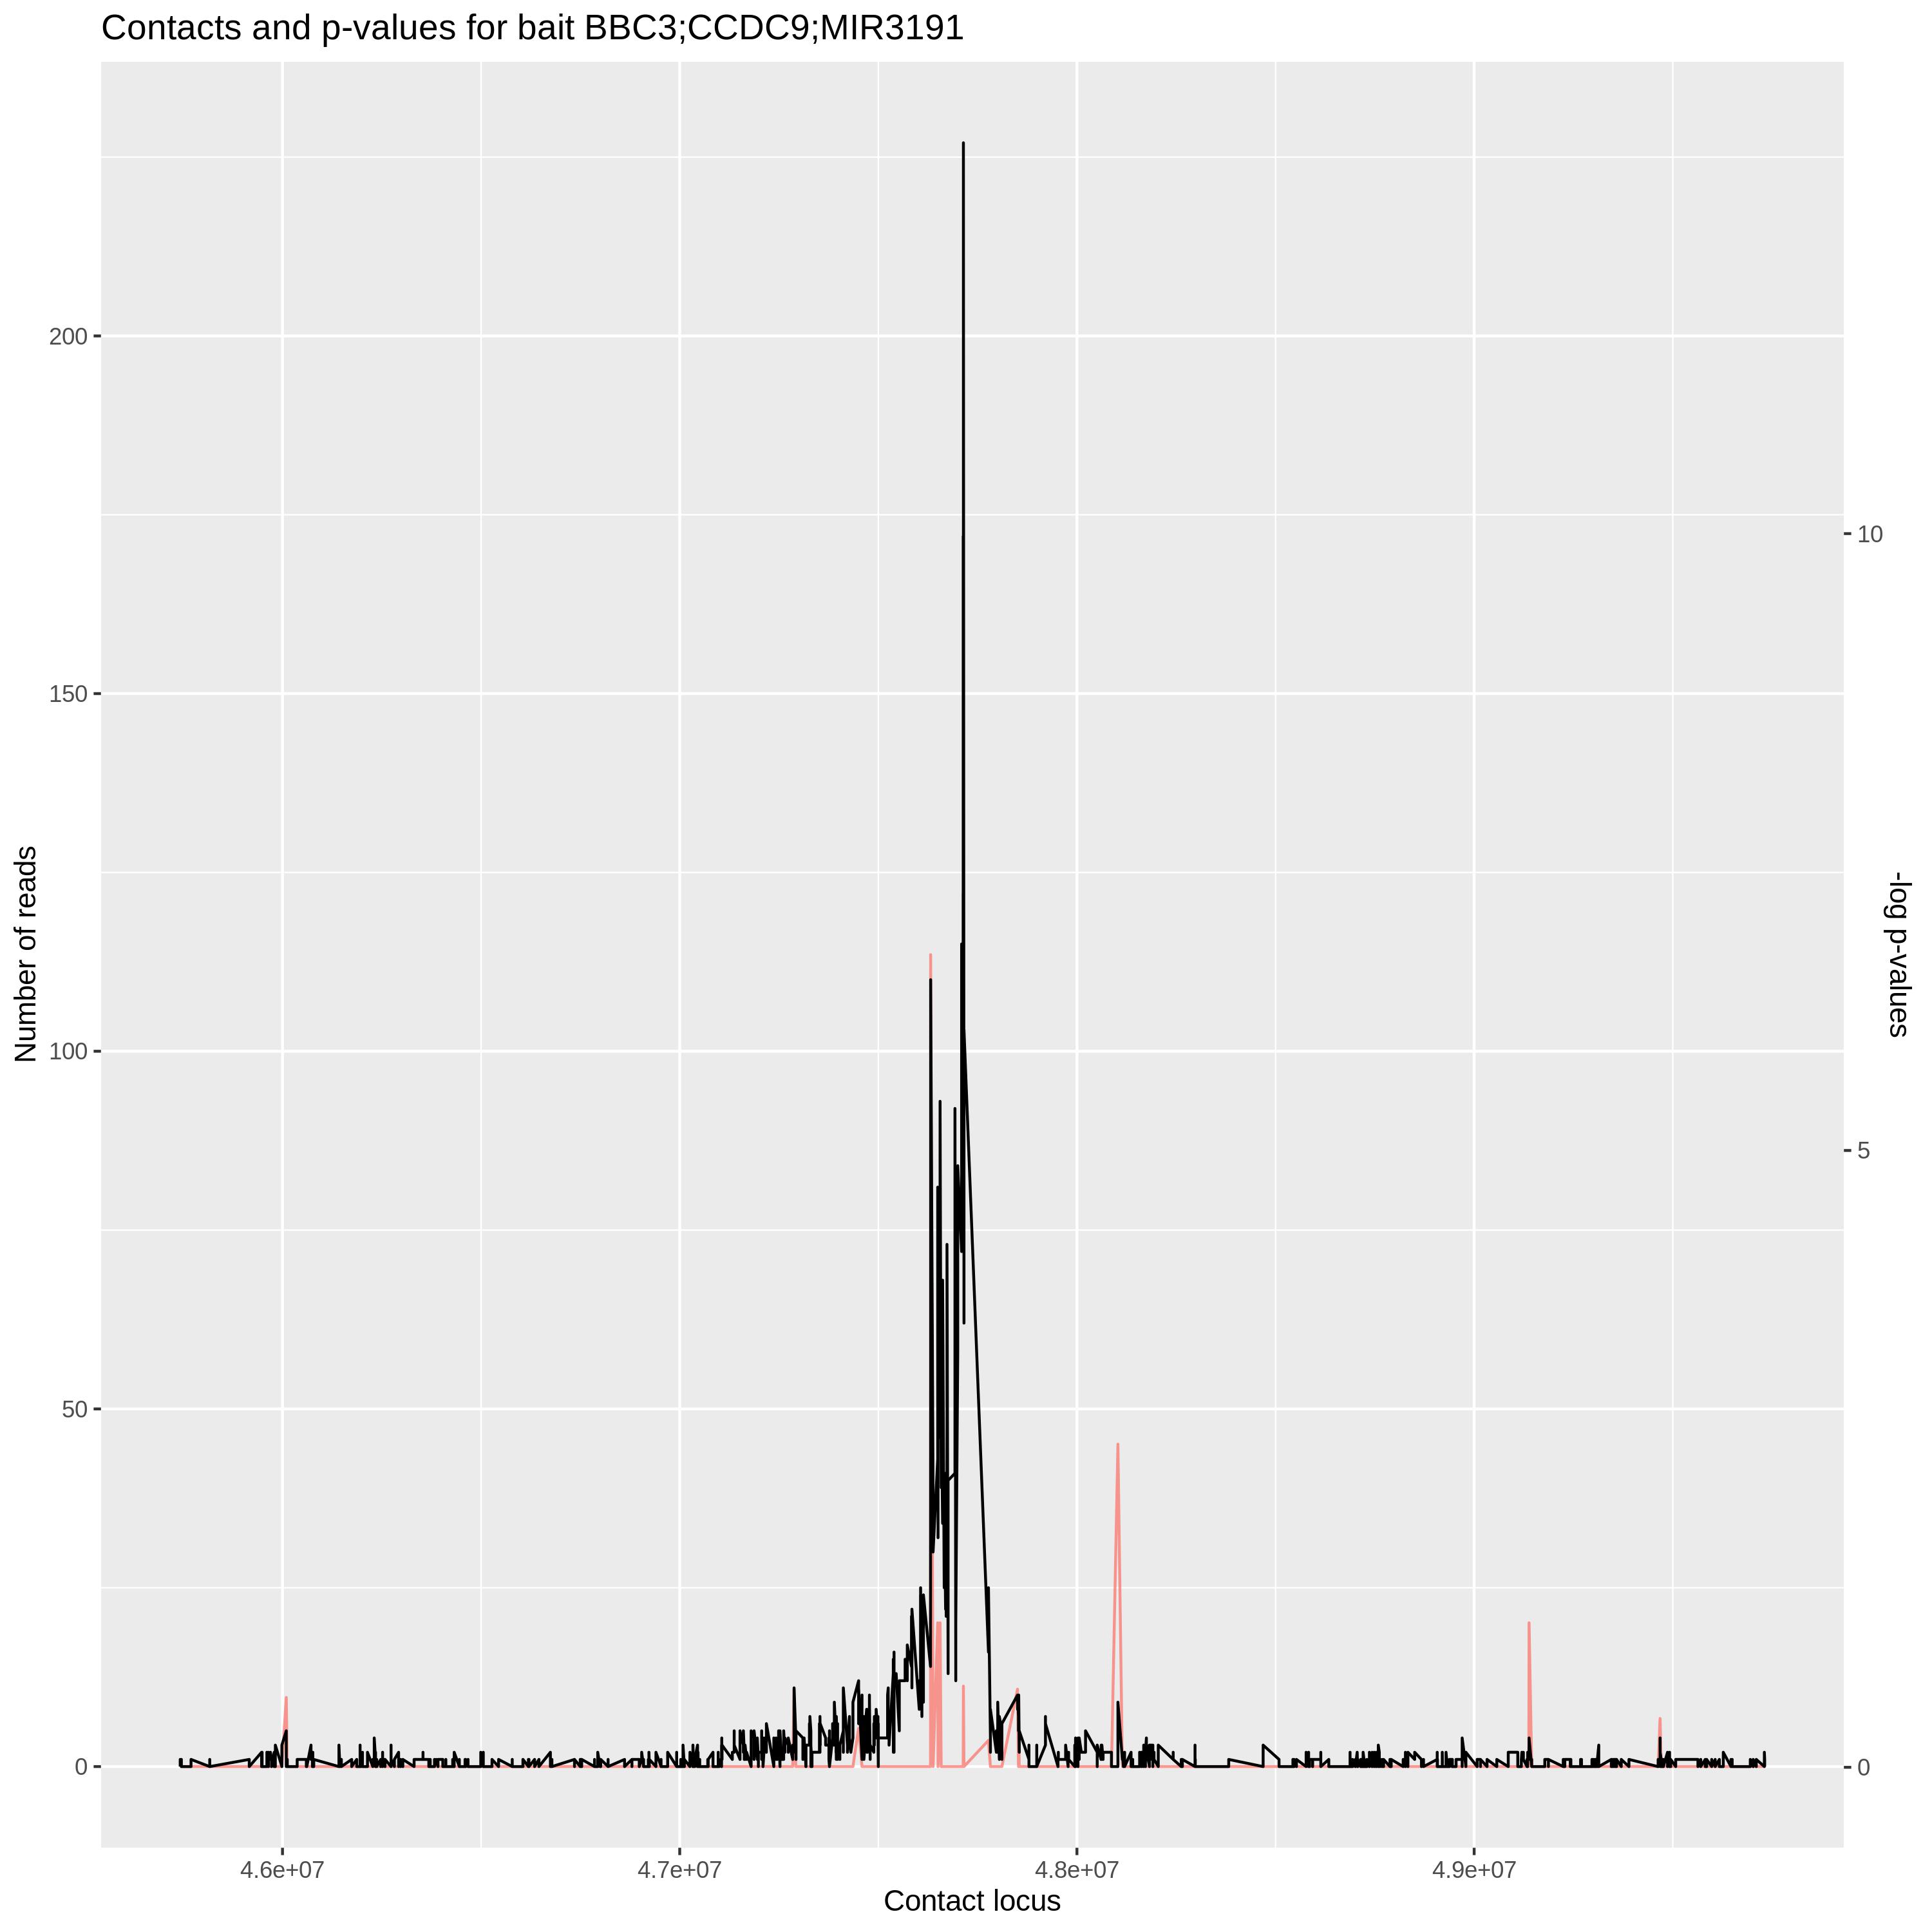 Contacts and p-values for bait BBC3;CCDC9;MIR3191
Number of reads
200
150
100
50
0
10
5
0
-log p-values
4.6e+07 4.7e+07 4.8e+07 4.9e+07
Contact locus